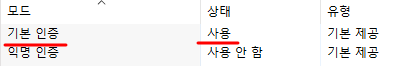 모드 상태 유형
기본 인증 사용 기본 제공
익명 인증 사용 안 함 기본 제공